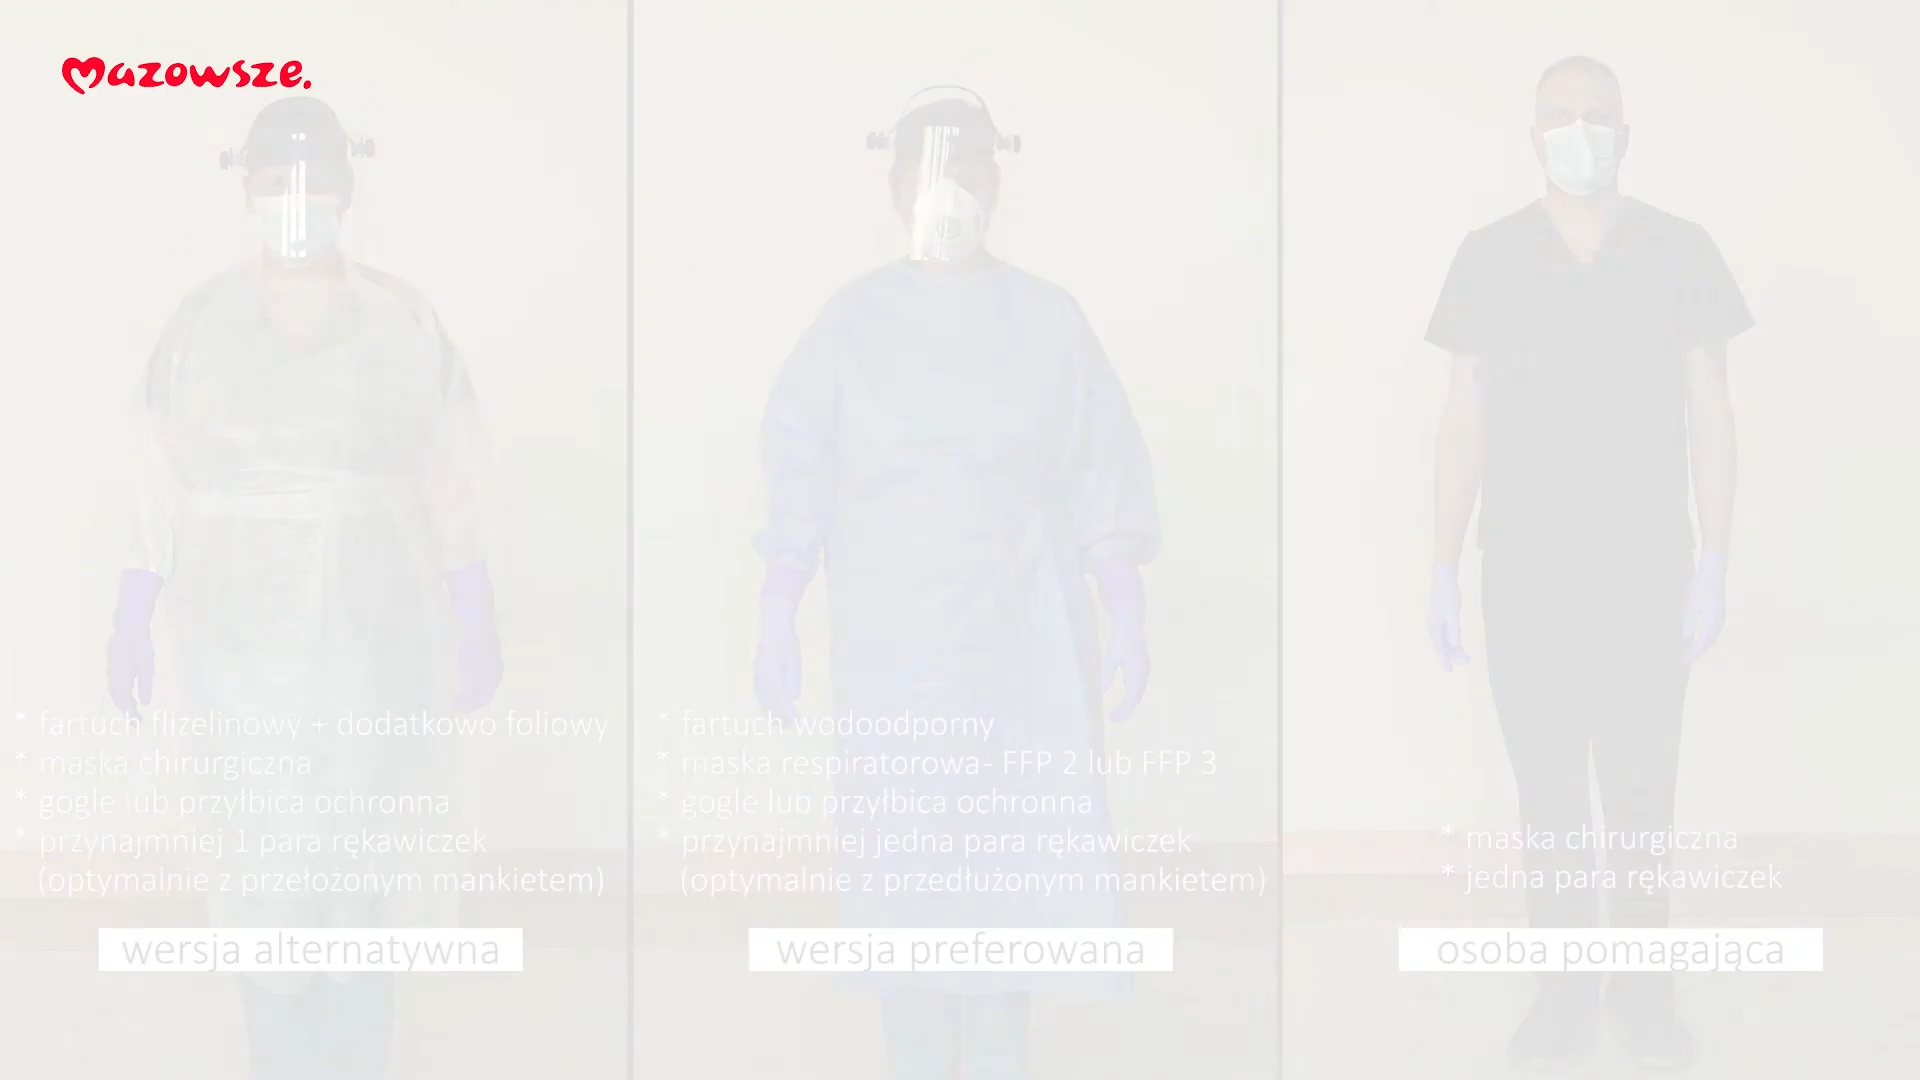 Mazowsze.
* fartuch flizelinowy + dodatkowo foliowy
* maska chirurgiczna
* gogle lub przyłbica ochronna
* przynajmniej 1 para rękawiczek
(optymalnie z przełożonym mankietem)
wersja alternatywna
* fartuch wodoodporny
* maska respiratorowa- FFP 2 lub FFP 3
* gogle lub przyłbica ochronna
* przynajmniej jedna para rękawiczek
(optymalnie z przedłużonym mankietem)
wersja preferowana
* maska chirurgiczna
* jedna para rękawiczek
osoba pomagająca